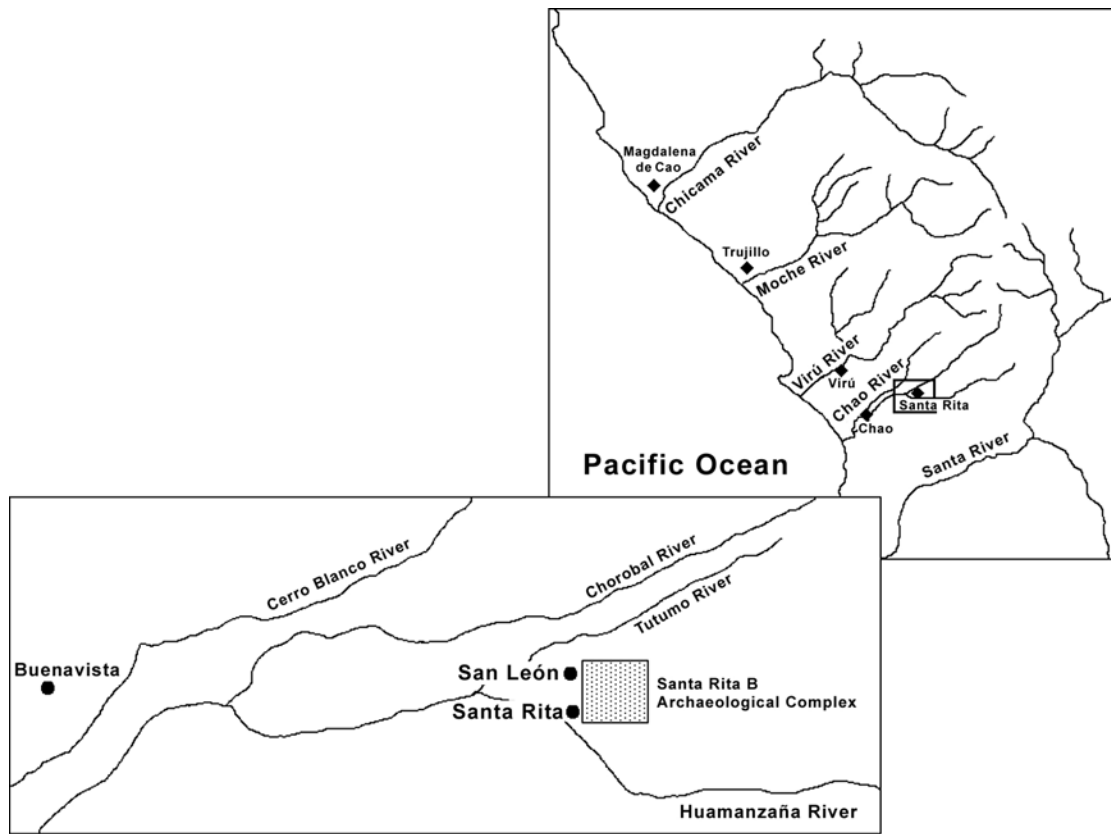 Magdalena
de Cao
Chicama River
Trujillo
Moche River
Virú River
Virú
Chao River
Santa Rita
Chao
Santa River
Pacific Ocean
Cerro Blanco River
Chorobal River
Tutumo River
Buenavista
San León
Santa Rita
Santa Rita B
Archaeological Complex
Huamanzaña River